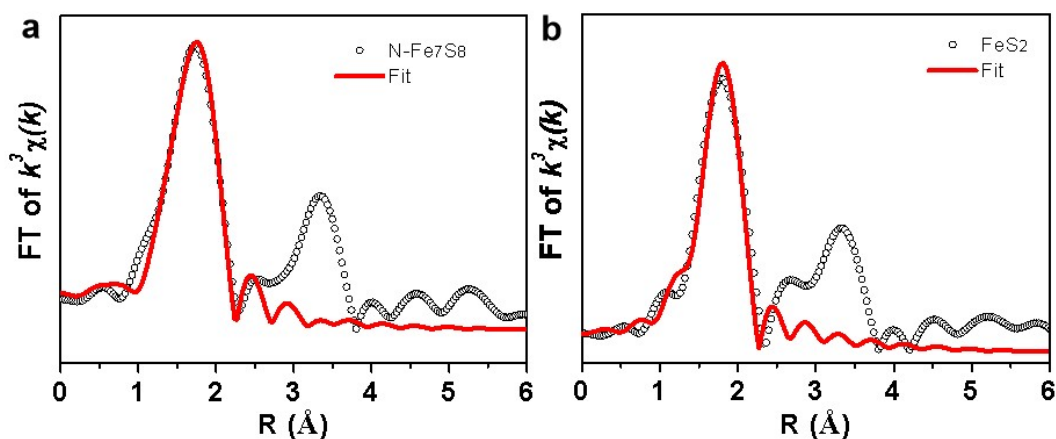 a
N-Fe7S8
Fit
FT of k³χ(k)
0 1 2 3 4 5 6
R (Å)
b
FeS2
Fit
FT of k³χ(k)
0 1 2 3 4 5 6
R (Å)